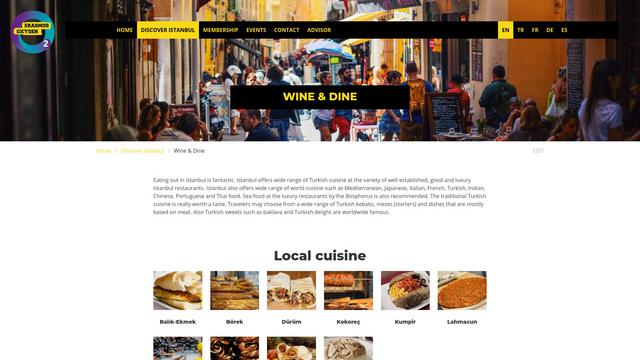 ERASMUS
OXYGEN
2
HOME DISCOVER ISTANBUL MEMBERSHIP EVENTS CONTACT ADVISOR EN TR FR DE ES
WINE & DINE
Home / Discover Istanbul / Wine & Dine EDIT
Eating out in Istanbul is fantastic. Istanbul offers wide range of Turkish cuisine at the variety of well established, good and luxury
Istanbul restaurants. Istanbul also offers wide range of world cuisine such as Mediterranean, Japanese, Italian, French, Turkish, Indian,
Chinese, Portuguese and Thai food. Sea food at the luxury restaurants by the Bosphorus is also recommended. The traditional Turkish
cuisine is really worth a taste. Travelers may choose from a wide range of Turkish kebabs, mezes (starters) and dishes that are mostly
based on meat. Also Turkish sweets such as baklava and Turkish delight are worldwide famous.
Local cuisine
Balık-Ekmek Börek Dürüm Kokoreç Kumpir Lahmacun